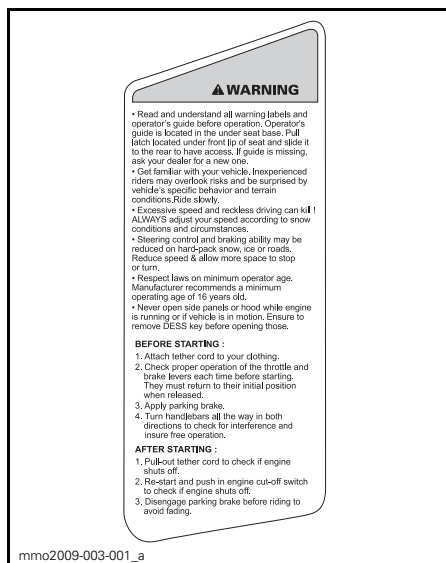 WARNING
• Read and understand all warning labels and
operator's guide before operation. Operator's
guide is located in the under seat base. Pull
latch located under front lip of seat and slide it
to the rear to have access. If guide is missing,
ask your dealer for a new one.
• Get familiar with your vehicle. Inexperienced
riders may overlook risks and be surprised by
vehicle's specific behavior and terrain
conditions.Ride slowly.
• Excessive speed and reckless driving can kill !
ALWAYS adjust your speed according to snow
conditions and circumstances.
• Steering control and braking ability may be
reduced on hard-pack snow, ice or roads.
Reduce speed & allow more space to stop
or turn.
• Respect laws on minimum operator age.
Manufacturer recommends a minimum
operating age of 16 years old.
• Never open side panels or hood while engine
is running or if vehicle is in motion. Ensure to
remove DESS key before opening those.
BEFORE STARTING :
1. Attach tether cord to your clothing.
2. Check proper operation of the throttle and
brake levers each time before starting.
They must return to their initial position
when released.
3. Apply parking brake.
4. Turn handlebars all the way in both
directions to check for interference and
insure free operation.
AFTER STARTING :
1. Pull-out tether cord to check if engine
shuts off.
2. Re-start and push in engine cut-off switch
to check if engine shuts off.
3. Disengage parking brake before riding to
avoid fading.
mmo2009-003-001_a